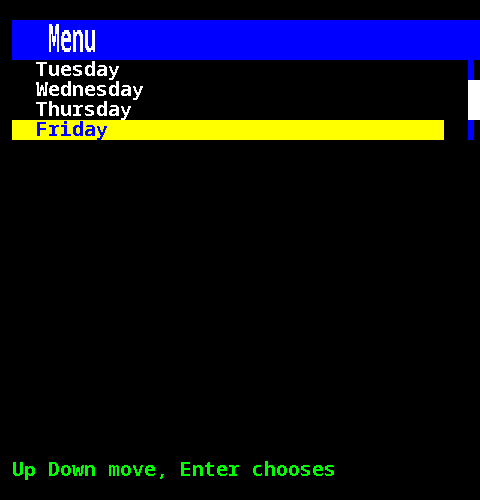 Menu
Tuesday
Wednesday
Thursday
Friday
Up Down move, Enter chooses